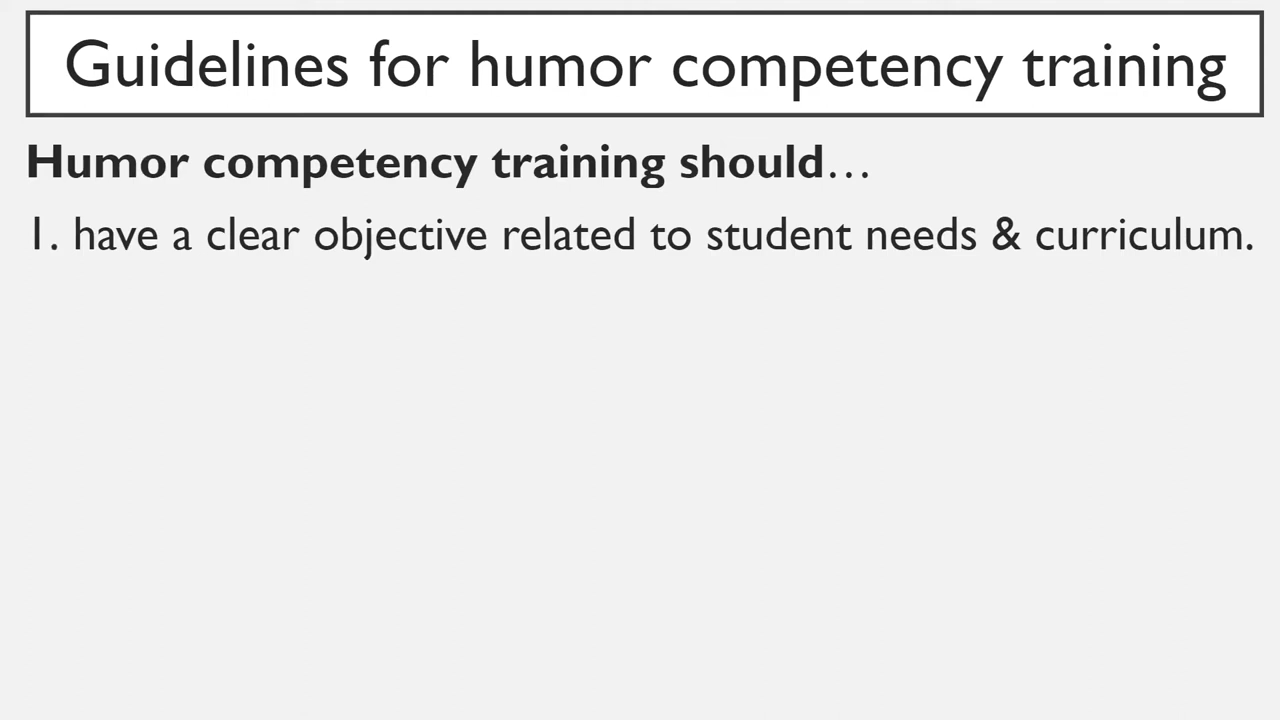 Guidelines for humor competency training
Humor competency training should…
1. have a clear objective related to student needs & curriculum.